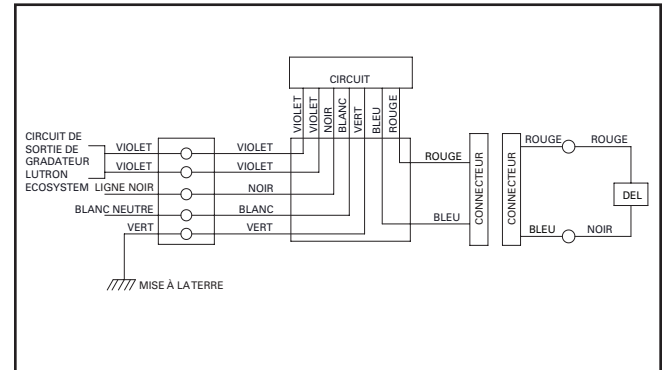 CIRCUIT
VIOLET
VIOLET
NOIR
BLANC
VERT
BLEU
ROUGE
CIRCUIT DE
SORTIE DE
GRADATEUR
LUTRON
ECOSYSTEM
VIOLET VIOLET
VIOLET VIOLET
LIGNE NOIR NOIR
BLANC NEUTRE BLANC
VERT VERT
MISE À LA TERRE
ROUGE
BLEU
CONNECTEUR
CONNECTEUR
ROUGE ROUGE
DEL
BLEU NOIR